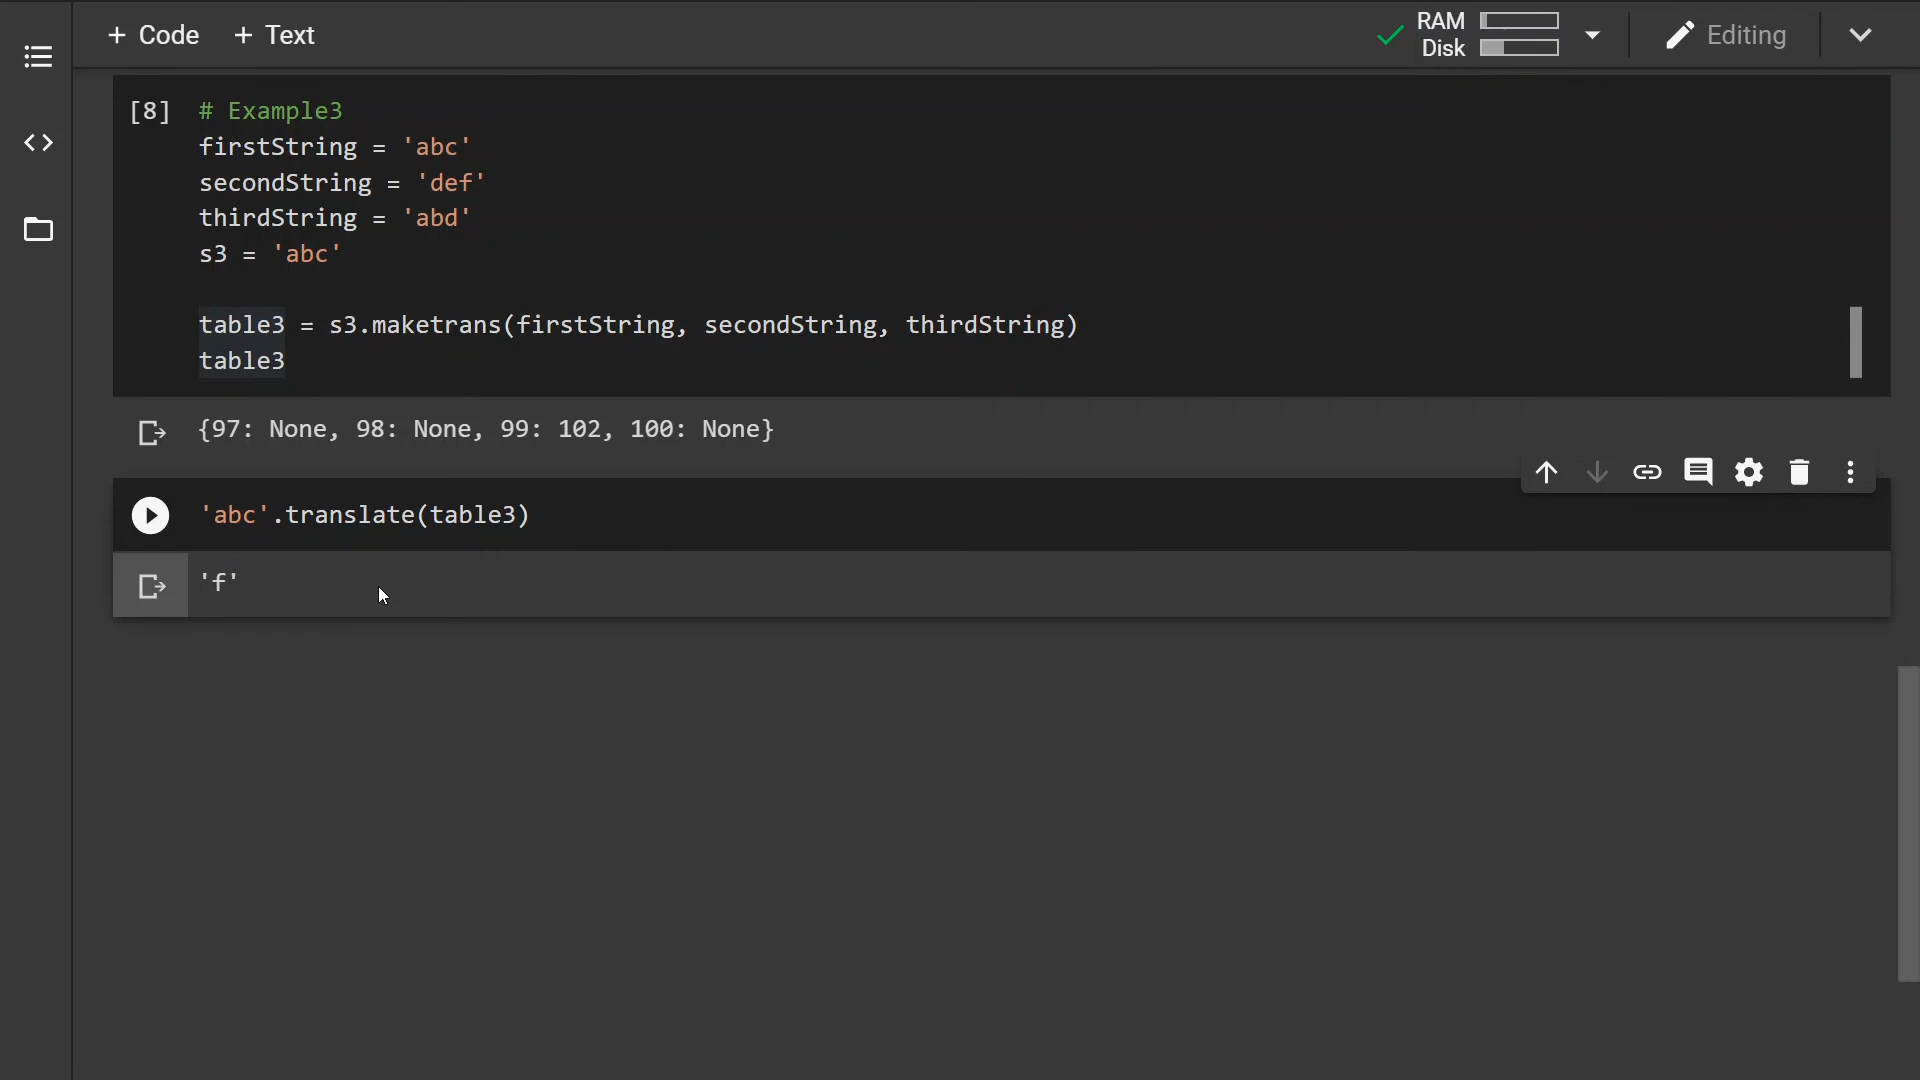 + Code + Text
RAM
Disk
Editing
[8] # Example3
firstString = 'abc'
secondString = 'def'
thirdString = 'abd'
s3 = 'abc'
table3 = s3.maketrans(firstString, secondString, thirdString)
table3
{97: None, 98: None, 99: 102, 100: None}
'abc'.translate(table3)
'f'